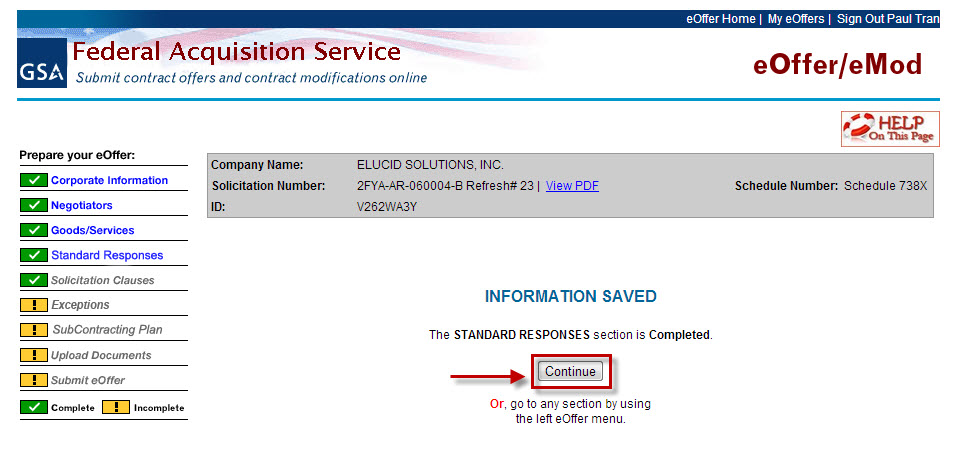 eOffer Home | My eOffers | Sign Out Paul Tran
GSA
Federal Acquisition Service
Submit contract offers and contract modifications online
eOffer/eMod
HELP
On This Page
Prepare your eOffer:
Corporate Information
Negotiators
Goods/Services
Standard Responses
Solicitation Clauses
Exceptions
SubContracting Plan
Upload Documents
Submit eOffer
Complete ! Incomplete
Company Name: ELUCID SOLUTIONS, INC.
Solicitation Number: 2FYA-AR-060004-B Refresh# 23 | View PDF Schedule Number: Schedule 738X
ID: V262WA3Y
INFORMATION SAVED
The STANDARD RESPONSES section is Completed.
Continue
Or, go to any section by using
the left eOffer menu.